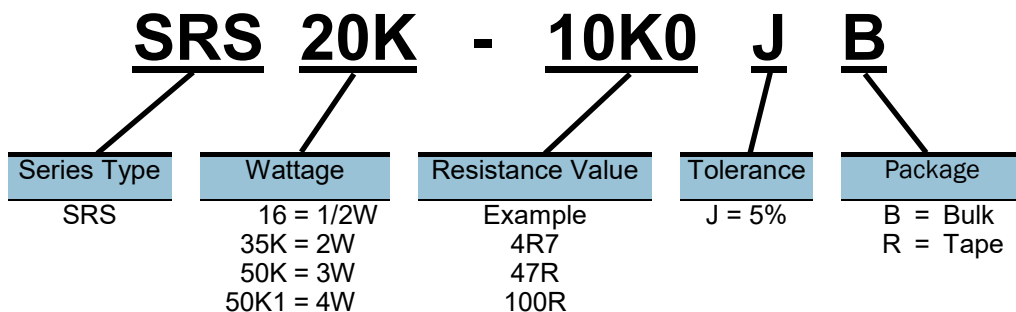 SRS 20K - 10K0 J B
Series Type Wattage Resistance Value Tolerance Package
SRS 16 = 1/2W Example J = 5% B = Bulk
35K = 2W 4R7 R = Tape
50K = 3W 47R
50K1 = 4W 100R